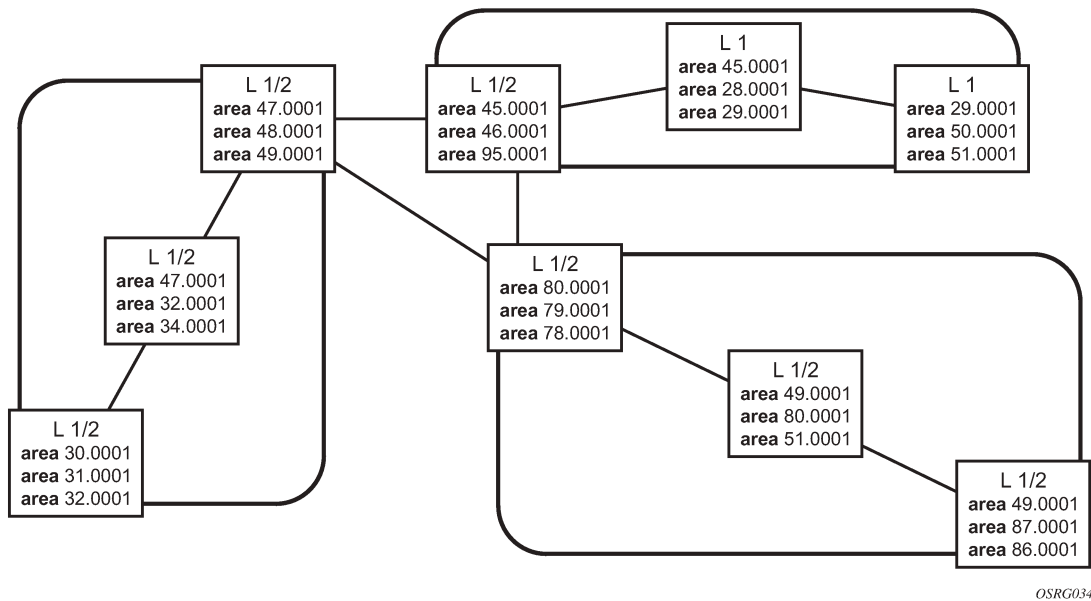 L 1/2
area 47.0001
area 48.0001
area 49.0001
L 1/2
area 45.0001
area 46.0001
area 95.0001
L 1
area 45.0001
area 28.0001
area 29.0001
L 1
area 29.0001
area 50.0001
area 51.0001
L 1/2
area 47.0001
area 32.0001
area 34.0001
L 1/2
area 80.0001
area 79.0001
area 78.0001
L 1/2
area 49.0001
area 80.0001
area 51.0001
L 1/2
area 30.0001
area 31.0001
area 32.0001
L 1/2
area 49.0001
area 87.0001
area 86.0001
OSRG034